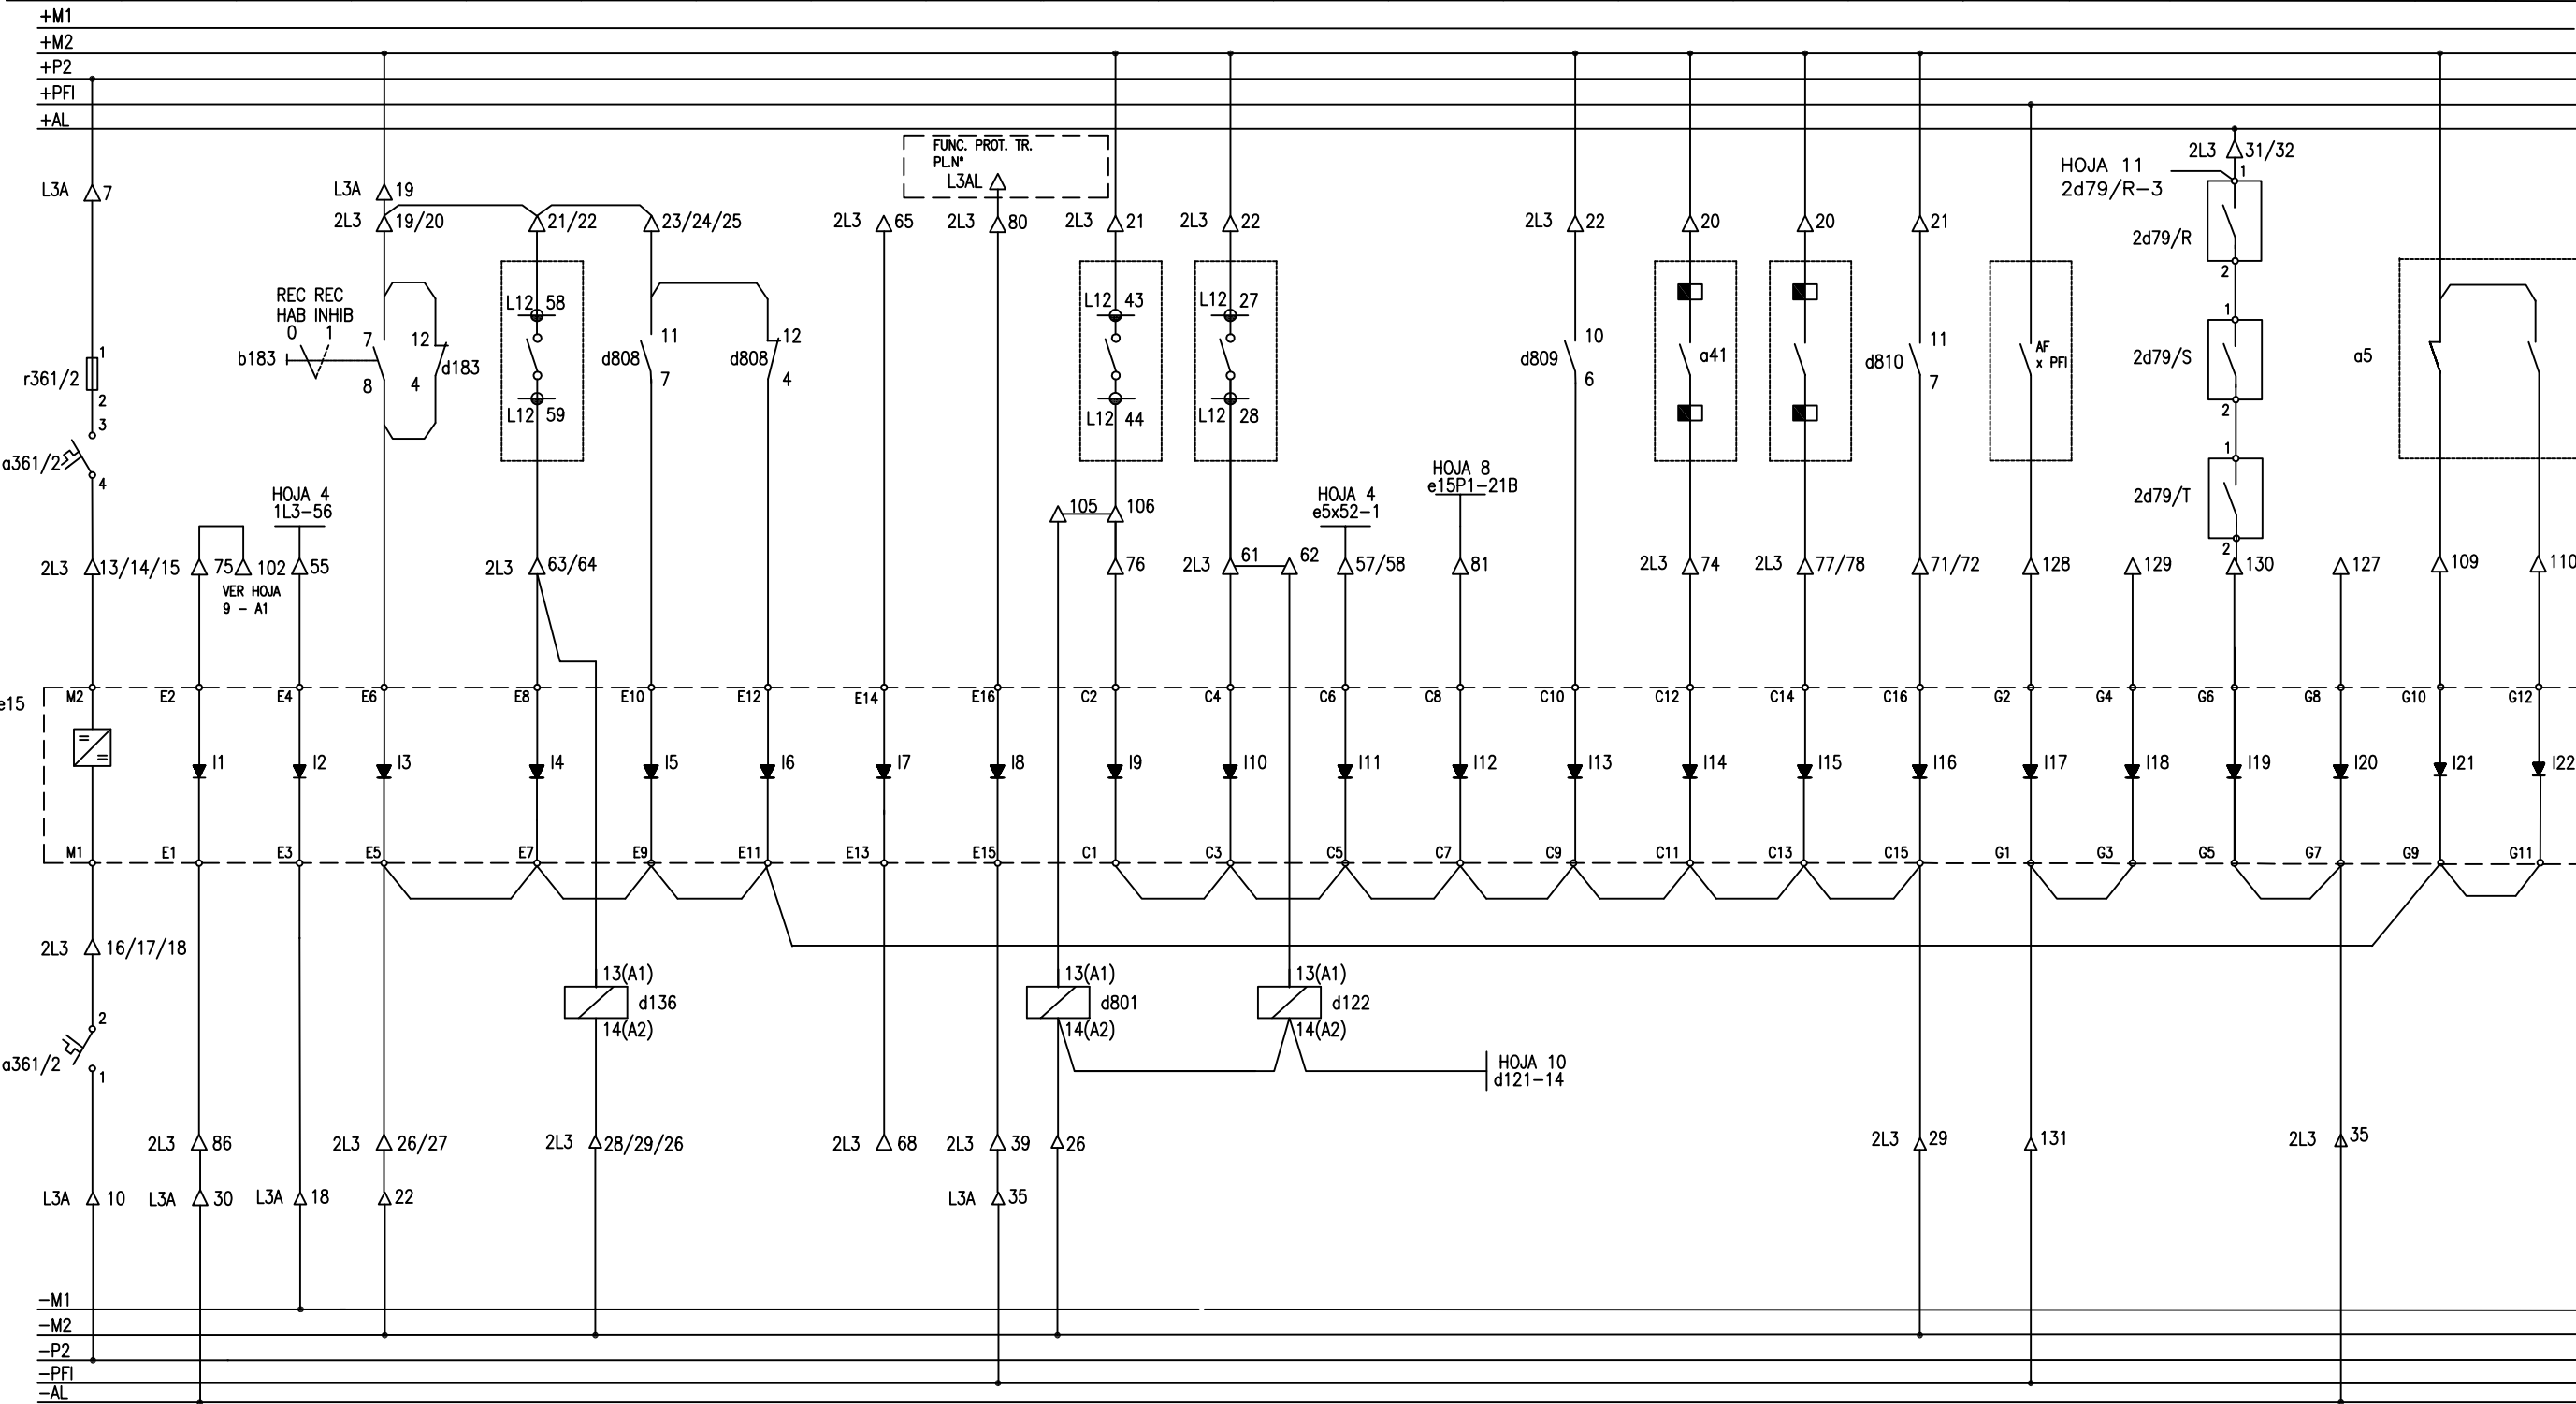 +M1
+M2
+P2
+PFI
+AL
FUNC. PROT. TR.
PL.Nº
L3AL
2L3 31/32
HOJA 11
2d79/R-3
1
L3A 7
L3A 19
2L3 19/20
21/22
23/24/25
2L3 65
2L3 80
2L3 21
2L3 22
2L3 22
20
20
21
2d79/R
2
REC REC
HAB INHIB
0 1
b183
7
8
12
4
d183
L12 58
L12 59
d808
11
7
d808
12
4
L12 43
L12 44
L12 27
L12 28
d809
10
6
a41
d810
11
7
AF
x PFI
1
2d79/S
2
a5
r361/2
1
2
3
a361/2
4
1
2d79/T
2
HOJA 4
1L3-56
105
106
HOJA 4
e5x52-1
HOJA 8
e15P1-21B
2L3 13/14/15
75
102
VER HOJA
9 - A1
55
2L3 63/64
76
2L3 61
62
57/58
81
2L3 74
2L3 77/78
71/72
128
129
130
127
109
110
e15
M2 E2 E4 E6 E8 E10 E12 E14 E16 C2 C4 C6 C8 C10 C12 C14 C16 G2 G4 G6 G8 G10 G12
= =
I1 I2 I3 I4 I5 I6 I7 I8 I9 I10 I11 I12 I13 I14 I15 I16 I17 I18 I19 I20 I21 I22
M1 E1 E3 E5 E7 E9 E11 E13 E15 C1 C3 C5 C7 C9 C11 C13 C15 G1 G3 G5 G7 G9 G11
2L3 16/17/18
13(A1)
d136
14(A2)
13(A1)
d801
14(A2)
13(A1)
d122
14(A2)
2
a361/2
1
HOJA 10
d121-14
2L3 86
2L3 26/27
2L3 28/29/26
2L3 68
2L3 39
26
2L3 29
131
2L3 35
L3A 10
L3A 30
L3A 18
22
L3A 35
-M1
-M2
-P2
-PFI
-AL